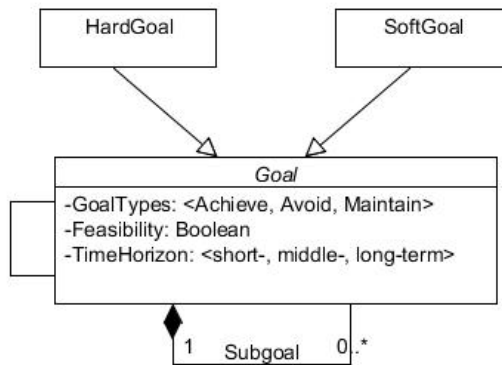 HardGoal
SoftGoal
Goal
-GoalTypes: <Achieve, Avoid, Maintain>
-Feasibility: Boolean
-TimeHorizon: <short-, middle-, long-term>
1
Subgoal
0..*